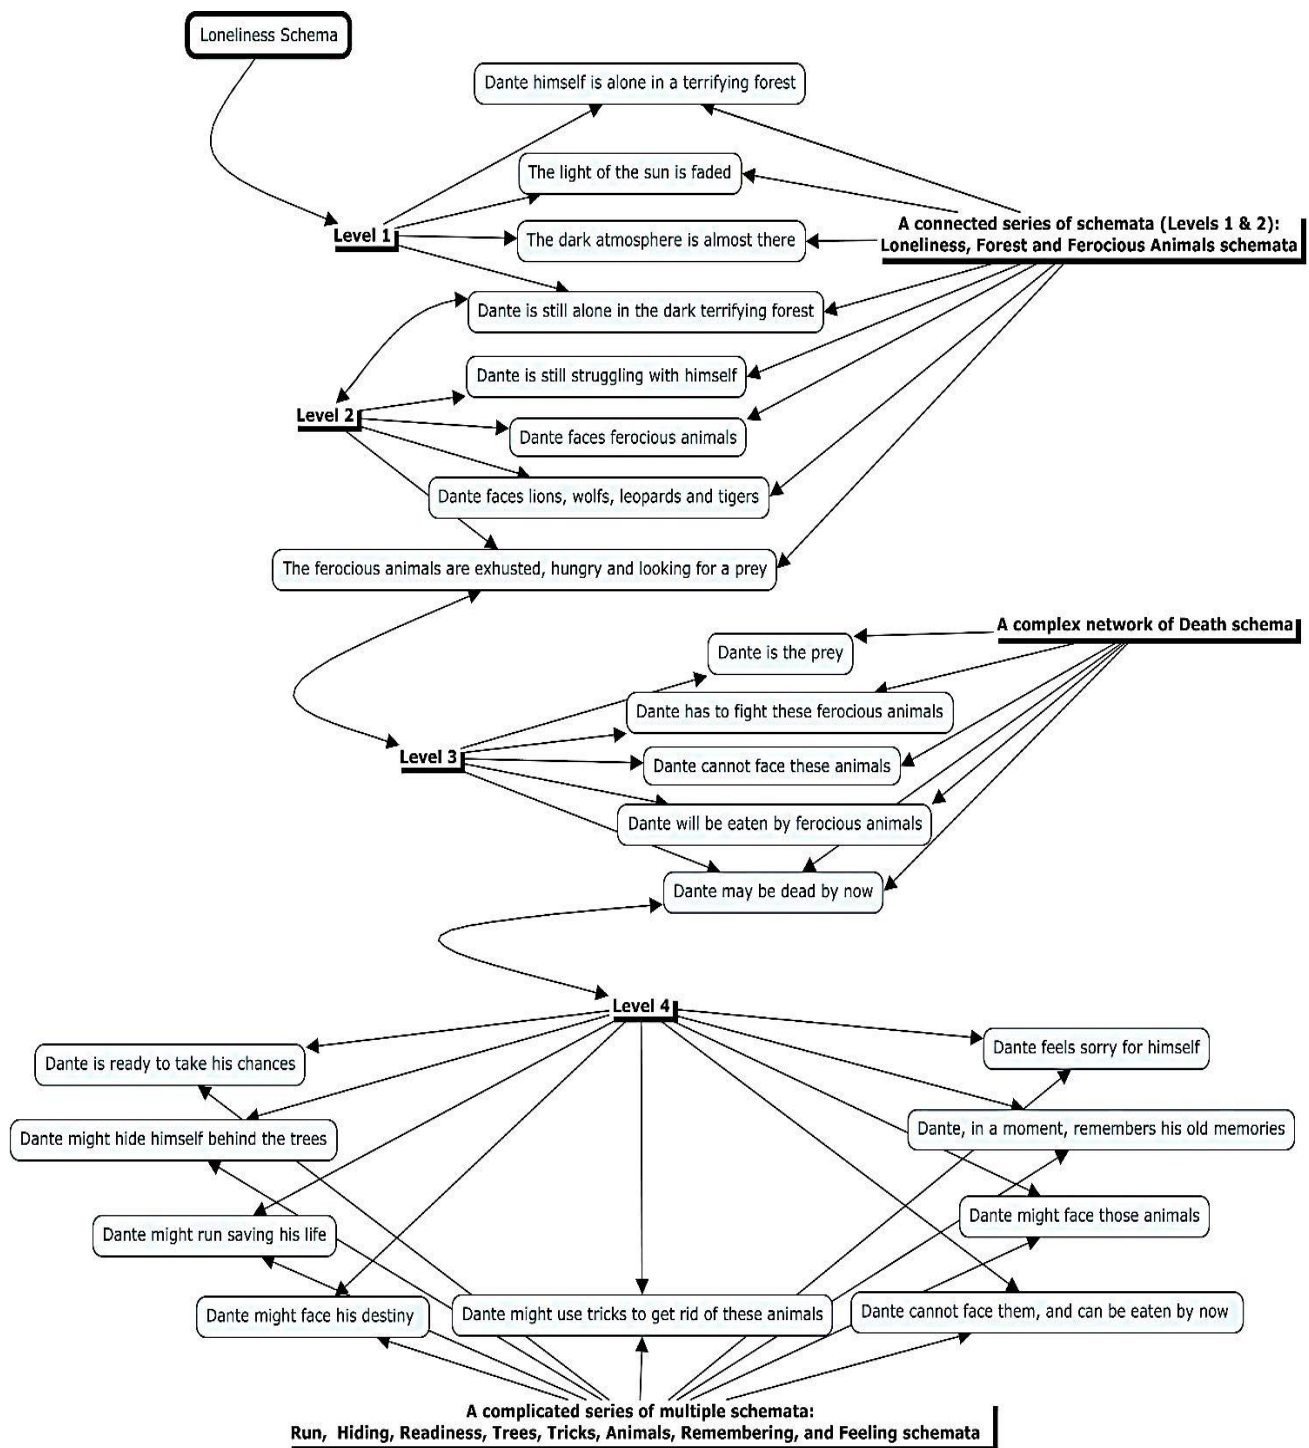 Loneliness Schema
Dante himself is alone in a terrifying forest
The light of the sun is faded
Level 1
The dark atmosphere is almost there
A connected series of schemata (Levels 1 & 2):
Loneliness, Forest and Ferocious Animals schemata
Dante is still alone in the dark terrifying forest
Dante is still struggling with himself
Level 2
Dante faces ferocious animals
Dante faces lions, wolfs, leopards and tigers
The ferocious animals are exhusted, hungry and looking for a prey
A complex network of Death schema
Dante is the prey
Dante has to fight these ferocious animals
Level 3
Dante cannot face these animals
Dante will be eaten by ferocious animals
Dante may be dead by now
Level 4
Dante is ready to take his chances
Dante feels sorry for himself
Dante might hide himself behind the trees
Dante, in a moment, remembers his old memories
Dante might run saving his life
Dante might face those animals
Dante might face his destiny
Dante might use tricks to get rid of these animals
Dante cannot face them, and can be eaten by now
A complicated series of multiple schemata:
Run, Hiding, Readiness, Trees, Tricks, Animals, Remembering, and Feeling schemata